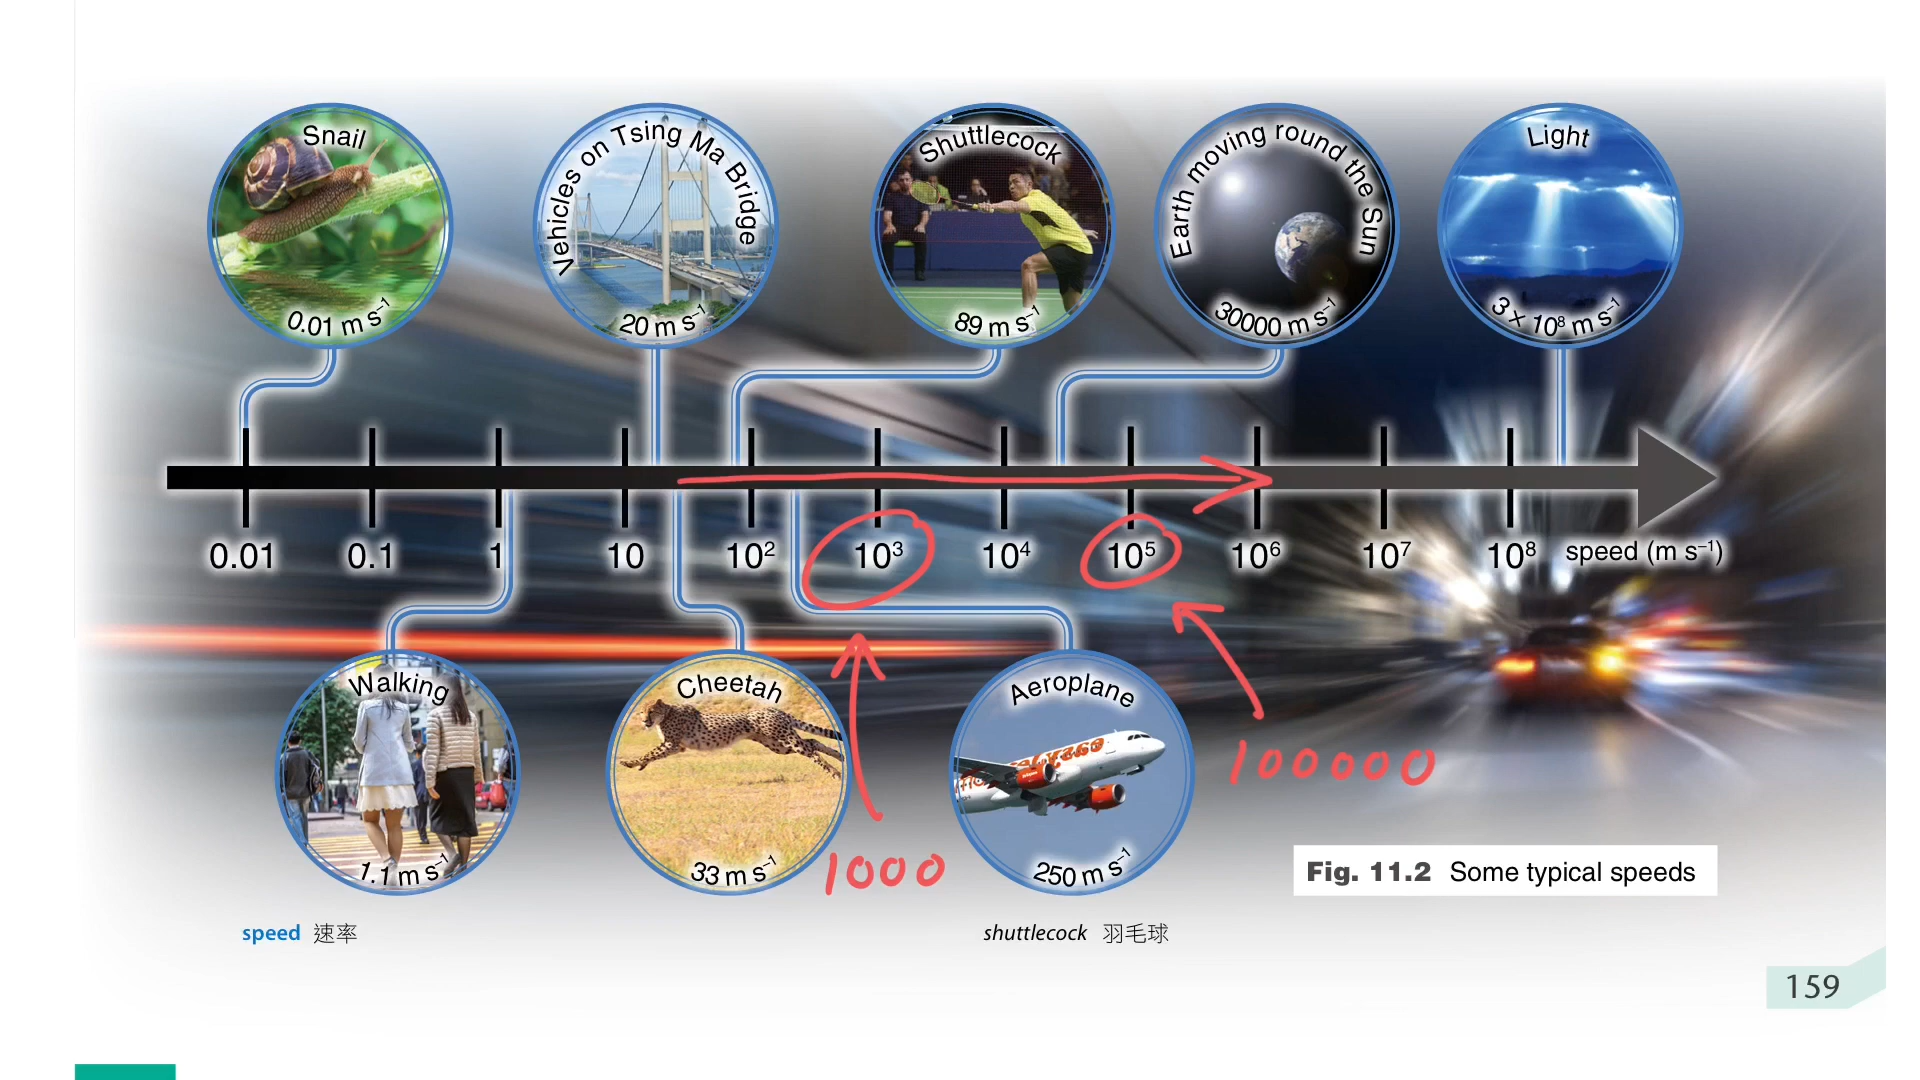 Snail
0.01 m s⁻¹
Vehicles on Tsing Ma Bridge
20 m s⁻¹
Shuttlecock
89 m s⁻¹
Earth moving round the Sun
30000 m s⁻¹
Light
3 × 10⁸ m s⁻¹
0.01 0.1 1 10 10² 10³ 10⁴ 10⁵ 10⁶ 10⁷ 10⁸ speed (m s⁻¹)
Walking
1.1 m s⁻¹
Cheetah
33 m s⁻¹
1000
Aeroplane
250 m s⁻¹
100000
Fig. 11.2 Some typical speeds
speed 速率
shuttlecock 羽毛球
159